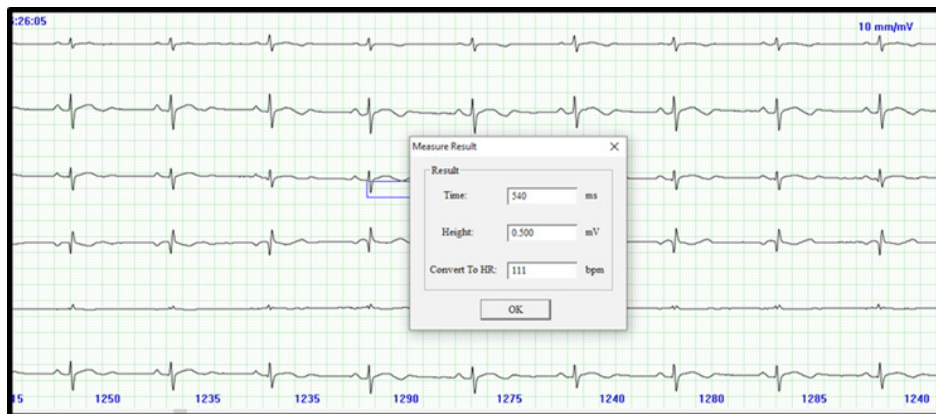 :26:05
10 mm/mV
Measure Result
Result
Time: 540 ms
Height: 0.500 mV
Convert To HR: 111 bpm
OK
1250 1235 1235 1290 1275 1240 1280 1285 1240